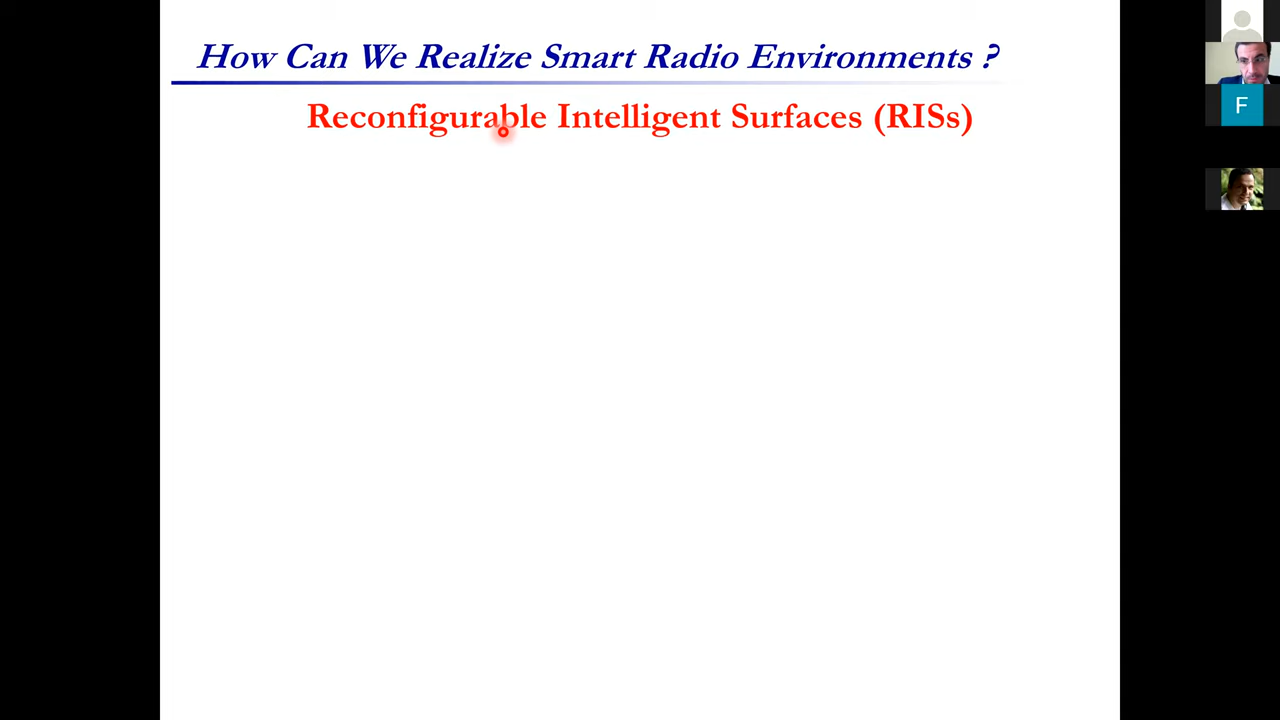 How Can We Realize Smart Radio Environments ?
Reconfigurable Intelligent Surfaces (RISs)
F